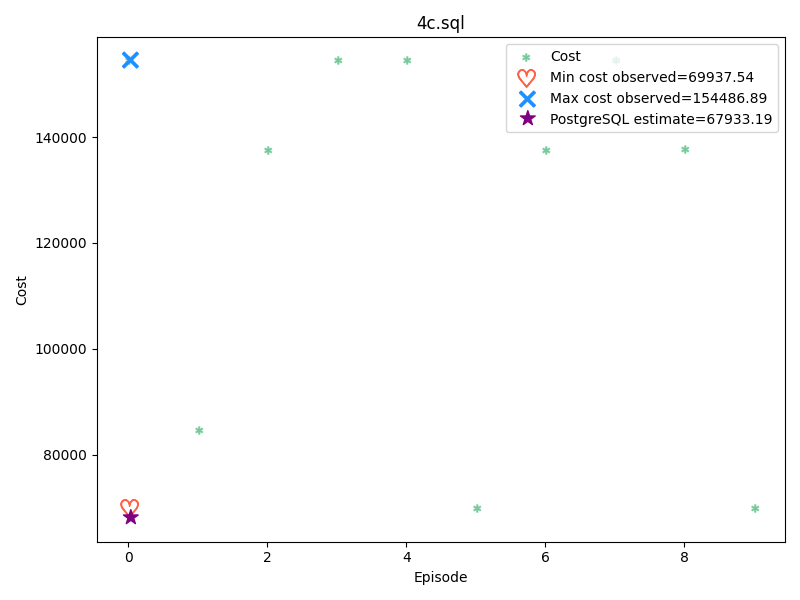 4c.sql
Cost
Min cost observed=69937.54
Max cost observed=154486.89
PostgreSQL estimate=67933.19
140000
120000
100000
80000
Cost
0 2 4 6 8
Episode